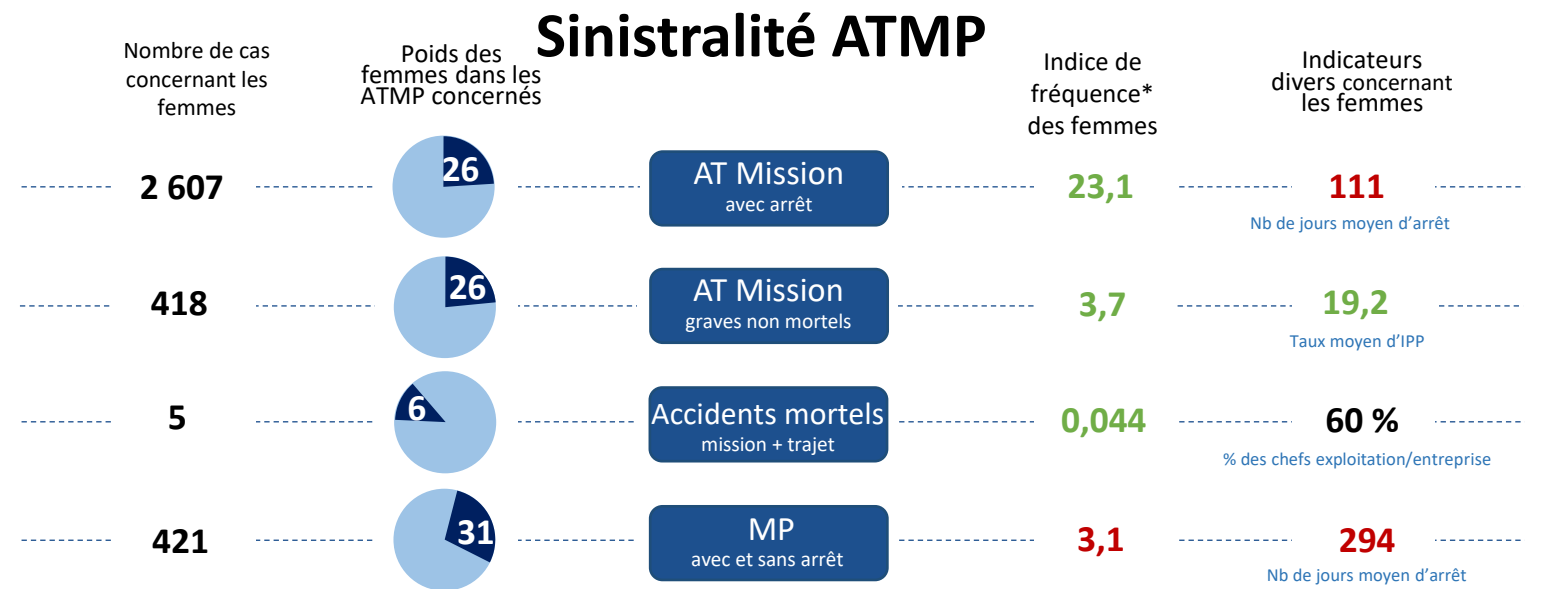 Sinistralité ATMP
Nombre de cas
concernant les
femmes
Poids des
femmes dans les
ATMP concernés
Indice de
fréquence*
des femmes
Indicateurs
divers concernant
les femmes
2 607
26
AT Mission
avec arrêt
23,1
111
Nb de jours moyen d’arrêt
418
26
AT Mission
graves non mortels
3,7
19,2
Taux moyen d’IPP
5
6
Accidents mortels
mission + trajet
0,044
60 %
% des chefs exploitation/entreprise
421
31
MP
avec et sans arrêt
3,1
294
Nb de jours moyen d’arrêt